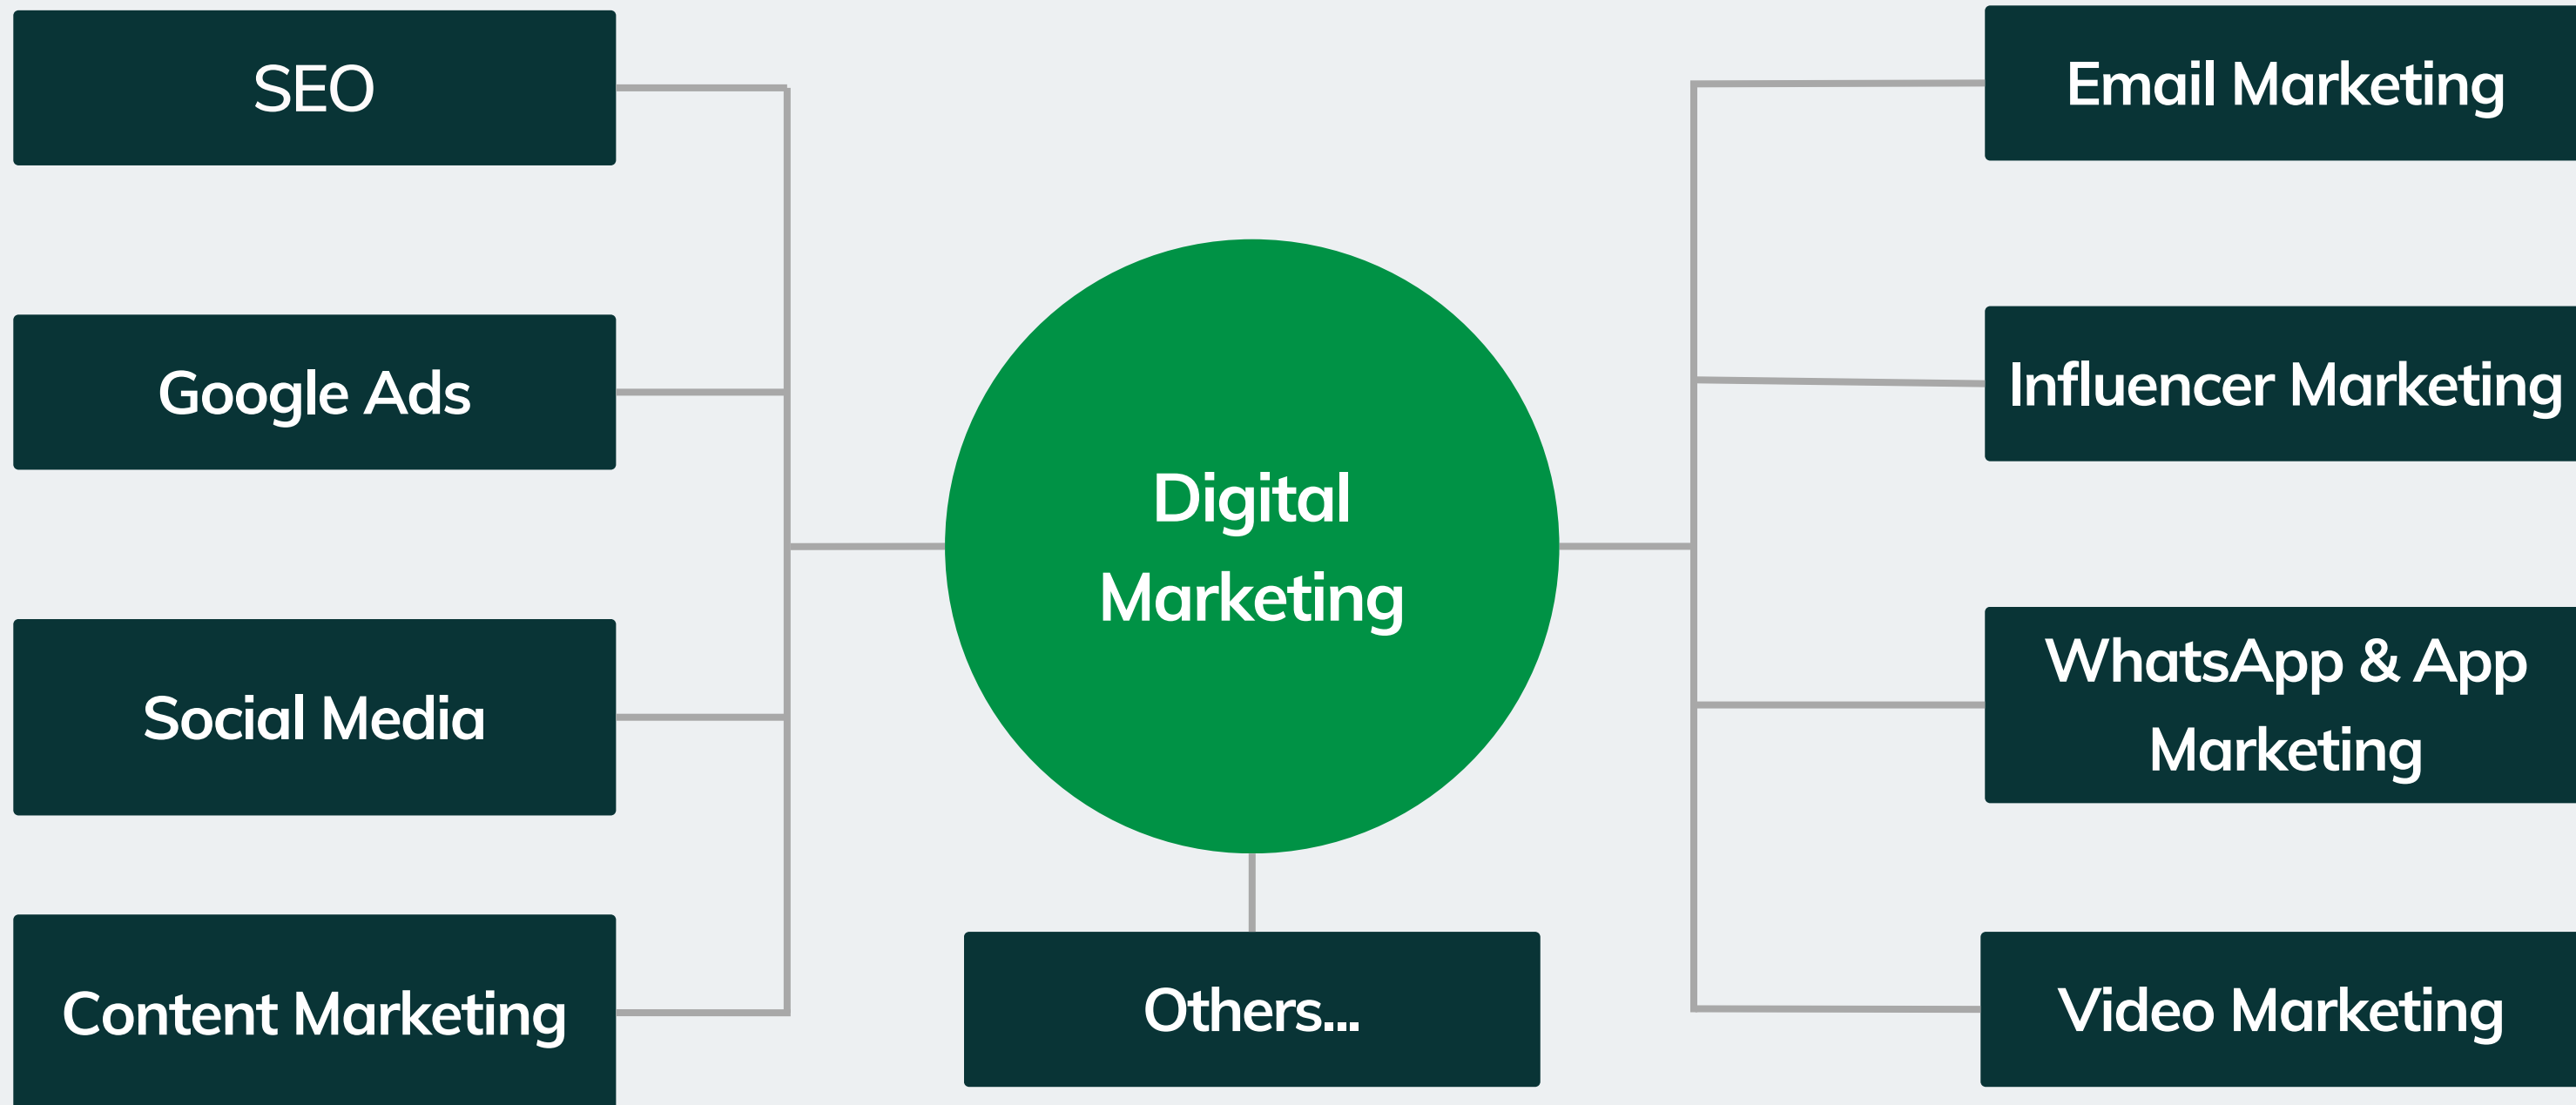 SEO
Google Ads
Social Media
Content Marketing
Digital
Marketing
Others...
Email Marketing
Influencer Marketing
WhatsApp & App
Marketing
Video Marketing